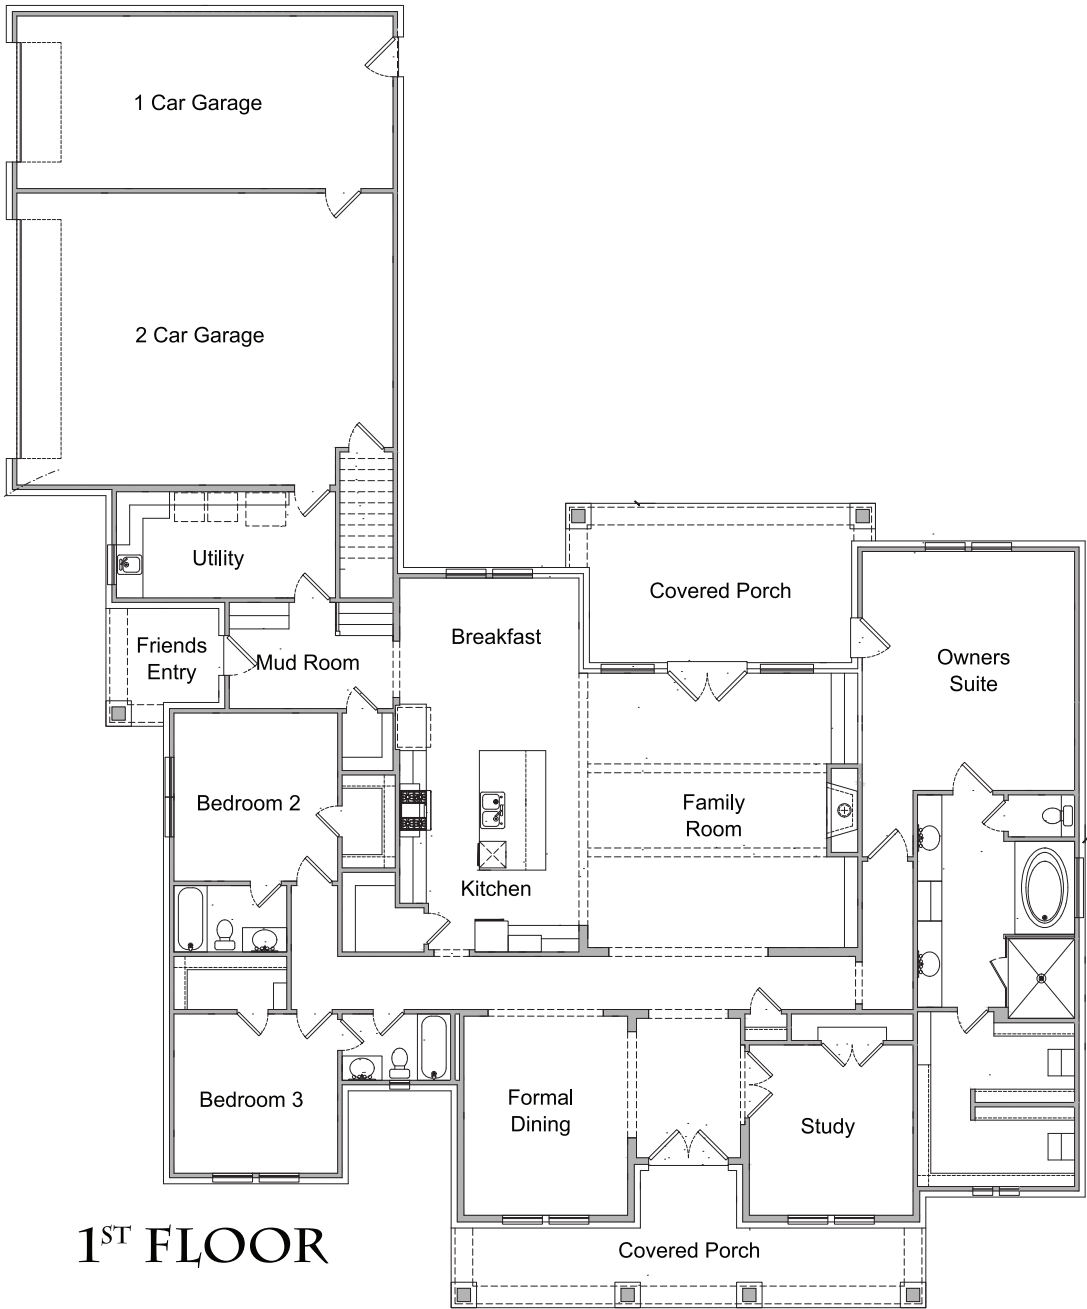 1 Car Garage
2 Car Garage
Utility
Covered Porch
Breakfast
Friends
Entry
Mud Room
Owners
Suite
Bedroom 2
Family
Room
Kitchen
Bedroom 3
Formal
Dining
Study
1ST FLOOR
Covered Porch